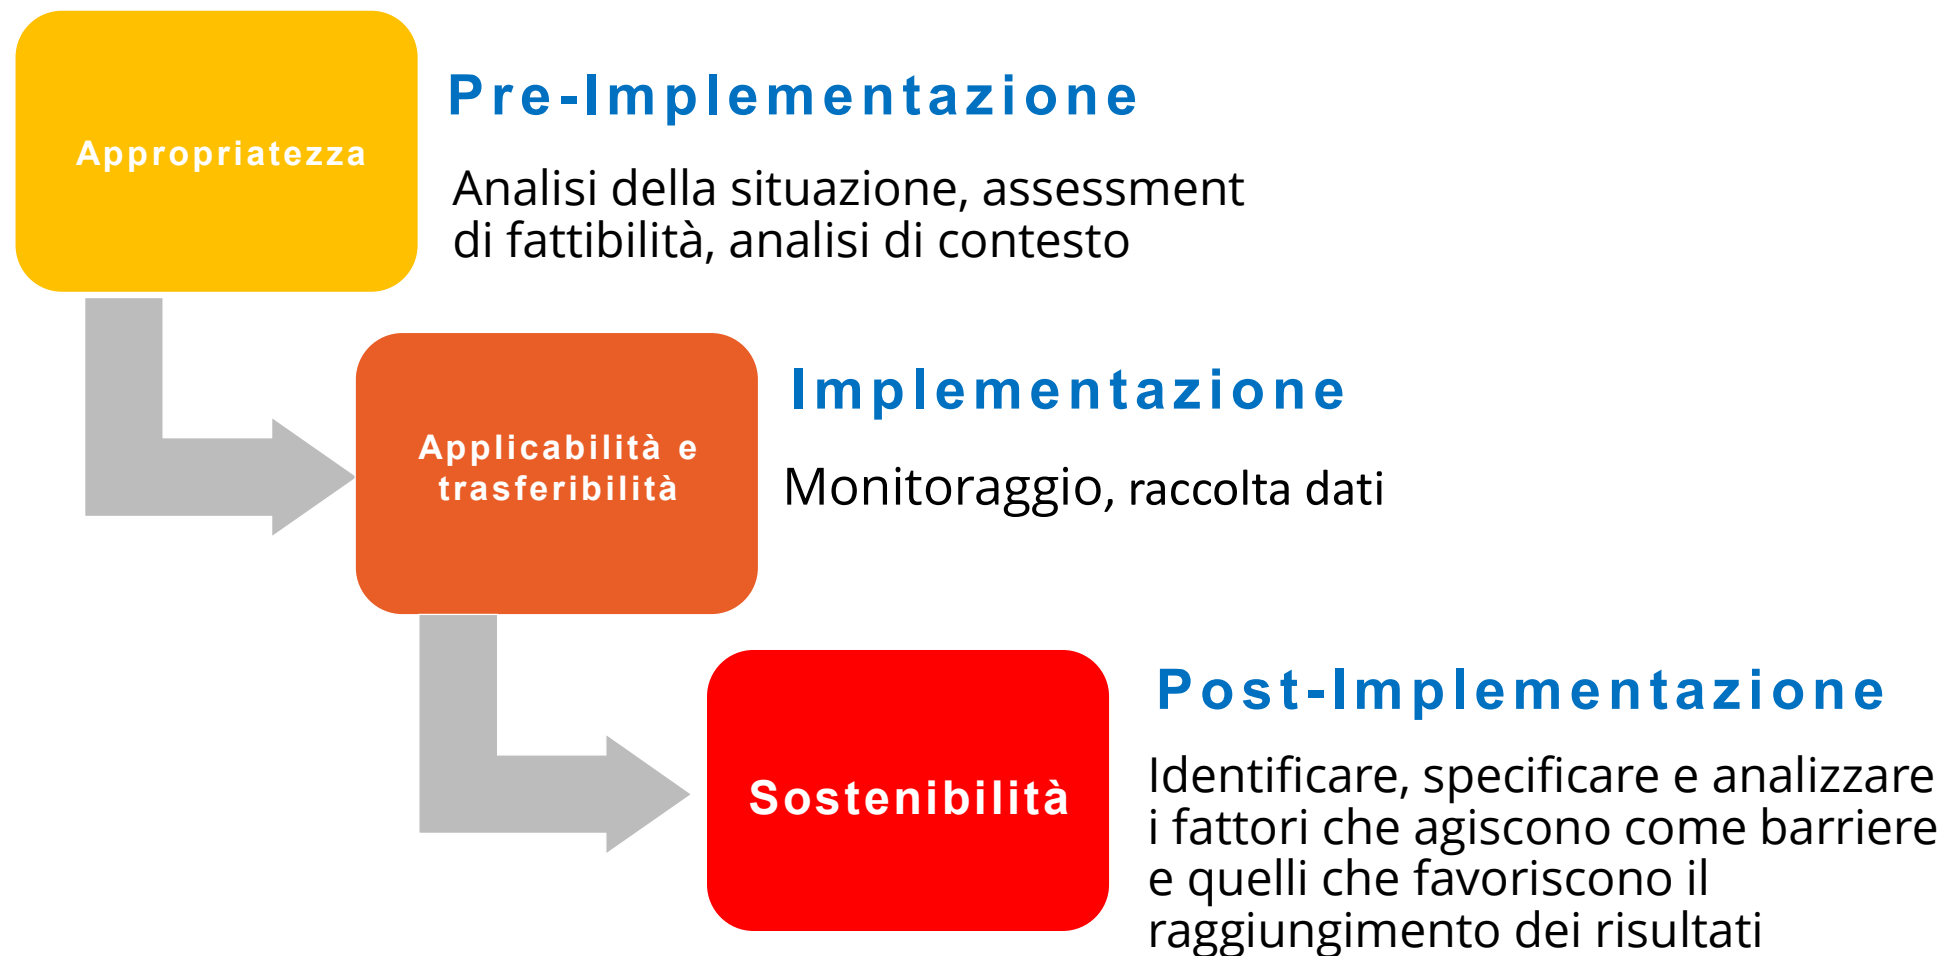 Appropriatezza
Pre-Implementazione
Analisi della situazione, assessment
di fattibilità, analisi di contesto
Applicabilità e
trasferibilità
Implementazione
Monitoraggio, raccolta dati
Sostenibilità
Post-Implementazione
Identificare, specificare e analizzare
i fattori che agiscono come barriere
e quelli che favoriscono il
raggiungimento dei risultati